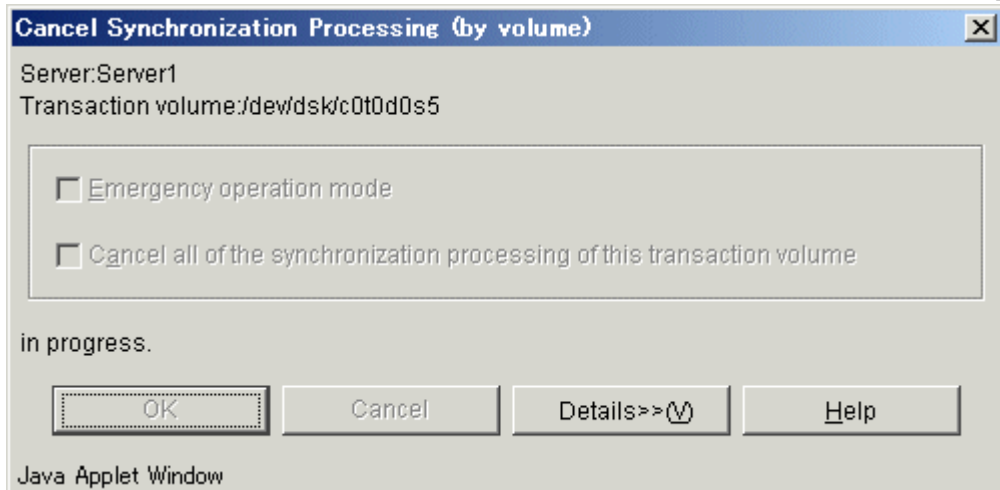 Cancel Synchronization Processing (by volume)
Server:Server1
Transaction volume:/dev/dsk/c0t0d0s5
Emergency operation mode
Cancel all of the synchronization processing of this transaction volume
in progress.
OK Cancel Details>>(V) Help
Java Applet Window